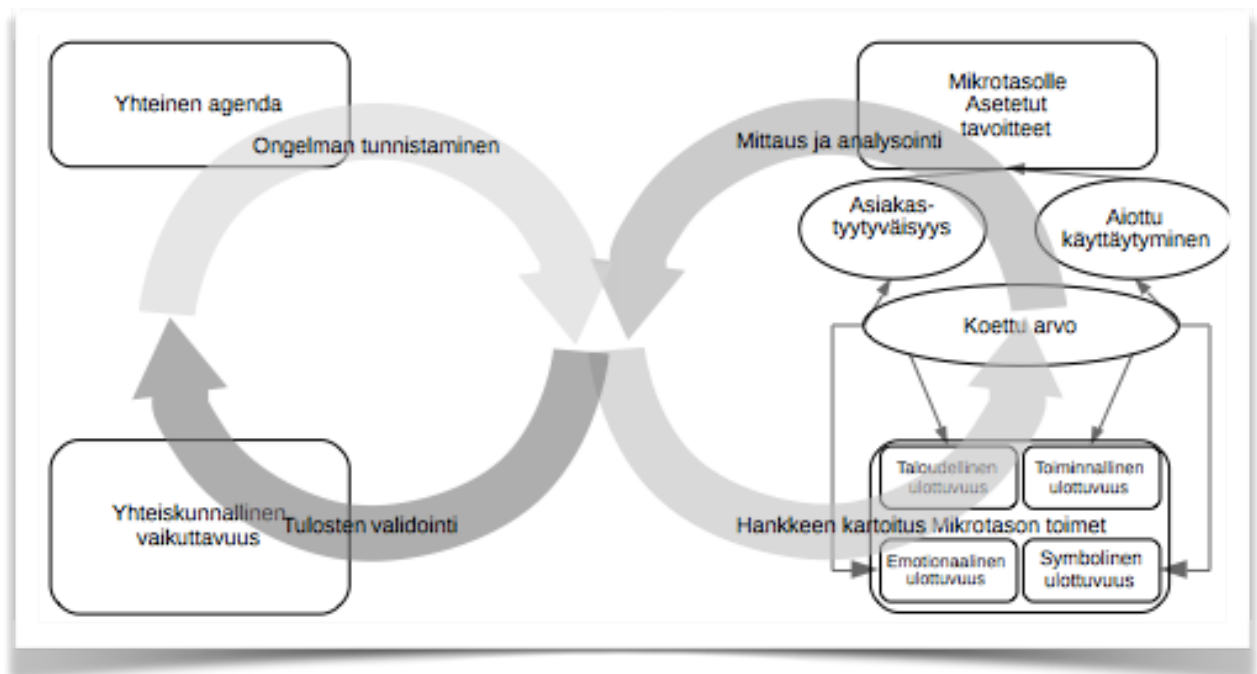 Yhteinen agenda
Ongelman tunnistaminen
Mittaus ja analysointi
Mikrotasolle
Asetetut
tavoitteet
Asiakas-
tyytyväisyys
Aiottu
käyttäytyminen
Koettu arvo
Yhteiskunnallinen
vaikuttavuus
Tulosten validointi
Taloudellinen
ulottuvuus
Toiminnallinen
ulottuvuus
Hankkeen kartoitus
Mikrotason toimet
Emotionaalinen
ulottuvuus
Symbolinen
ulottuvuus